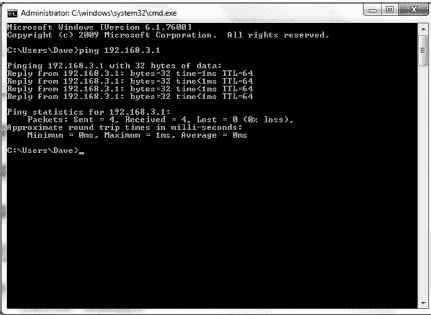 Administrator: C:\windows\system32\cmd.exe
Microsoft Windows [Version 6.1.7600]
Copyright (c) 2009 Microsoft Corporation.  All rights reserved.
C:\Users\Dave>ping 192.168.3.1
Pinging 192.168.3.1 with 32 bytes of data:
Reply from 192.168.3.1: bytes=32 time=1ms TTL=64
Reply from 192.168.3.1: bytes=32 time<1ms TTL=64
Reply from 192.168.3.1: bytes=32 time<1ms TTL=64
Reply from 192.168.3.1: bytes=32 time<1ms TTL=64
Ping statistics for 192.168.3.1:
Packets: Sent = 4, Received = 4, Lost = 0 (0% loss),
Approximate round trip times in milli-seconds:
Minimum = 0ms, Maximum = 1ms, Average = 0ms
C:\Users\Dave>_